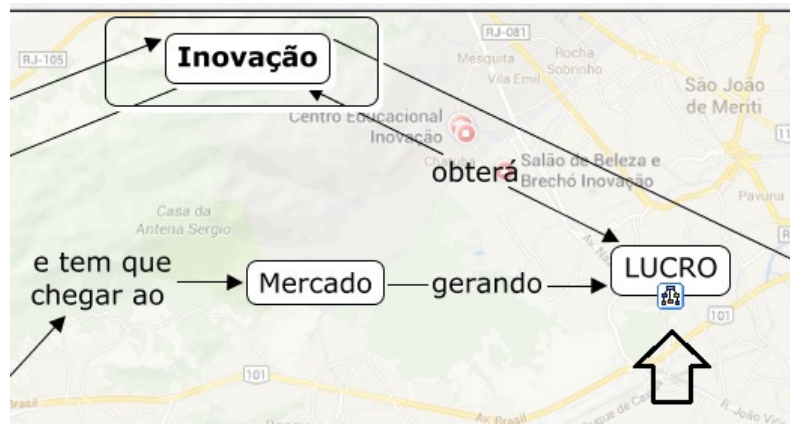 RJ-081
RJ-105
Inovação
Mesquita
Rocha
Sobrinho
Vila Emil
São João
de Meriti
Centro Educacional
Inovação
Chatuba
Salão de Beleza e
Brechó Inovação
obterá
Pavuna
Casa da
Antena Sergio
e tem que
chegar ao
Mercado
gerando
LUCRO
101
101
Av. Brasil